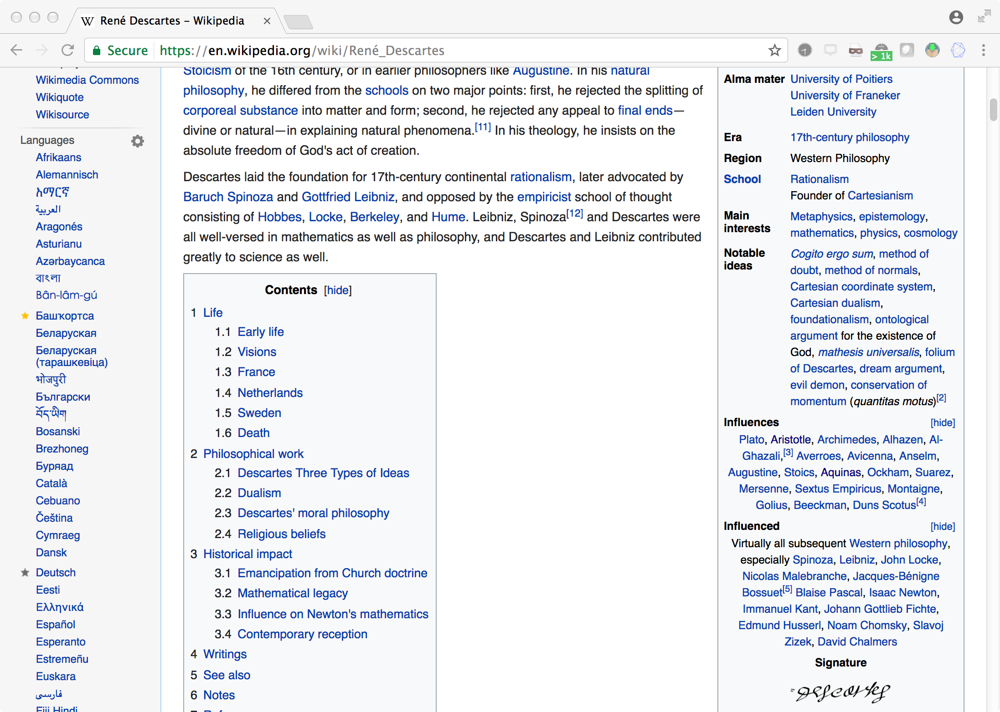 René Descartes – Wikipedia
Secure https://en.wikipedia.org/wiki/René_Descartes
> 1k
Wikimedia Commons
Wikiquote
Wikisource
Languages
Afrikaans
Alemannisch
አማርኛ
العربية
Aragonés
Asturianu
Azərbaycanca
বাংলা
Bân-lâm-gú
Башҡортса
Беларуская
Беларуская
(тарашкевіца)
भोजपुरी
Български
བོད་ཡིག
Bosanski
Brezhoneg
Буряад
Català
Cebuano
Čeština
Cymraeg
Dansk
Deutsch
Eesti
Ελληνικά
Español
Esperanto
Estremeñu
Euskara
فارسی
Fiji Hindi
Stoicism of the 16th century, or in earlier philosophers like Augustine. In his natural
philosophy, he differed from the schools on two major points: first, he rejected the splitting of
corporeal substance into matter and form; second, he rejected any appeal to final ends—
divine or natural—in explaining natural phenomena.[11] In his theology, he insists on the
absolute freedom of God's act of creation.
Descartes laid the foundation for 17th-century continental rationalism, later advocated by
Baruch Spinoza and Gottfried Leibniz, and opposed by the empiricist school of thought
consisting of Hobbes, Locke, Berkeley, and Hume. Leibniz, Spinoza[12] and Descartes were
all well-versed in mathematics as well as philosophy, and Descartes and Leibniz contributed
greatly to science as well.
Contents [hide]
1 Life
1.1 Early life
1.2 Visions
1.3 France
1.4 Netherlands
1.5 Sweden
1.6 Death
2 Philosophical work
2.1 Descartes Three Types of Ideas
2.2 Dualism
2.3 Descartes' moral philosophy
2.4 Religious beliefs
3 Historical impact
3.1 Emancipation from Church doctrine
3.2 Mathematical legacy
3.3 Influence on Newton's mathematics
3.4 Contemporary reception
4 Writings
5 See also
6 Notes
Alma mater University of Poitiers
University of Franeker
Leiden University
Era 17th-century philosophy
Region Western Philosophy
School Rationalism
Founder of Cartesianism
Main interests Metaphysics, epistemology,
mathematics, physics, cosmology
Notable ideas Cogito ergo sum, method of
doubt, method of normals,
Cartesian coordinate system,
Cartesian dualism,
foundationalism, ontological
argument for the existence of
God, mathesis universalis, folium
of Descartes, dream argument,
evil demon, conservation of
momentum (quantitas motus)[2]
Influences [hide]
Plato, Aristotle, Archimedes, Alhazen, Al-
Ghazali,[3] Averroes, Avicenna, Anselm,
Augustine, Stoics, Aquinas, Ockham, Suarez,
Mersenne, Sextus Empiricus, Montaigne,
Golius, Beeckman, Duns Scotus[4]
Influenced [hide]
Virtually all subsequent Western philosophy,
especially Spinoza, Leibniz, John Locke,
Nicolas Malebranche, Jacques-Bénigne
Bossuet[5] Blaise Pascal, Isaac Newton,
Immanuel Kant, Johann Gottlieb Fichte,
Edmund Husserl, Noam Chomsky, Slavoj
Zizek, David Chalmers
Signature
Descartes